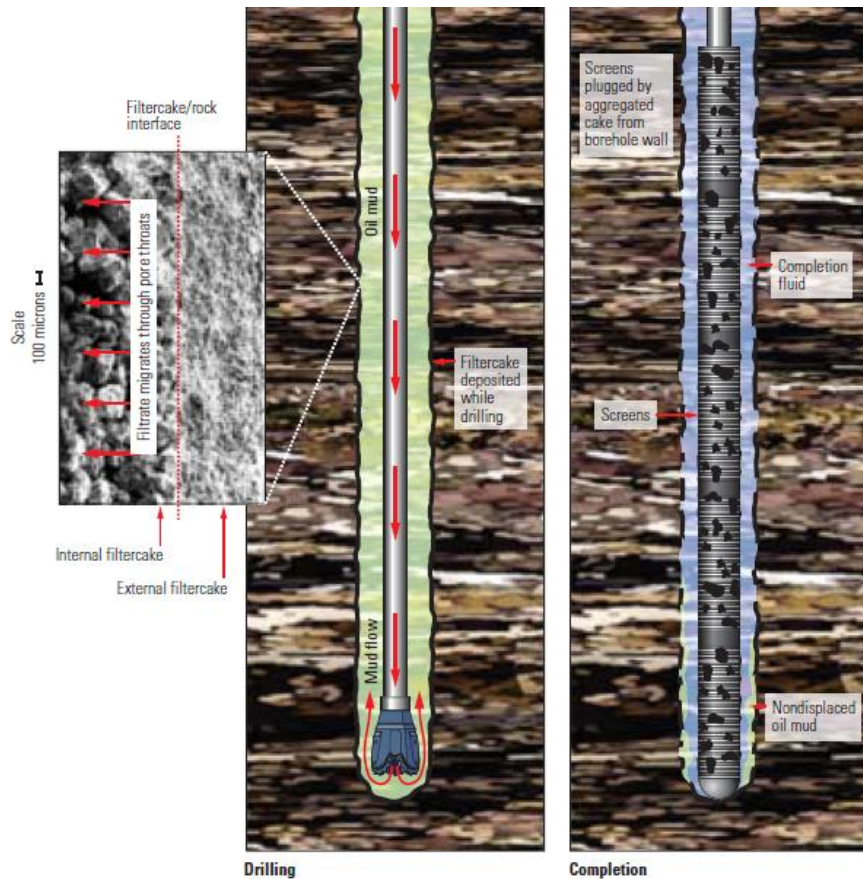 Filtercake/rock
interface
Filtrate migrates through pore throats
Scale
100 microns
Internal filtercake
External filtercake
Oil mud
Mud flow
Filtercake
deposited
while
drilling
Drilling
Screens
plugged by
aggregated
cake from
borehole wall
Completion
fluid
Screens
Nondisplaced
oil mud
Completion